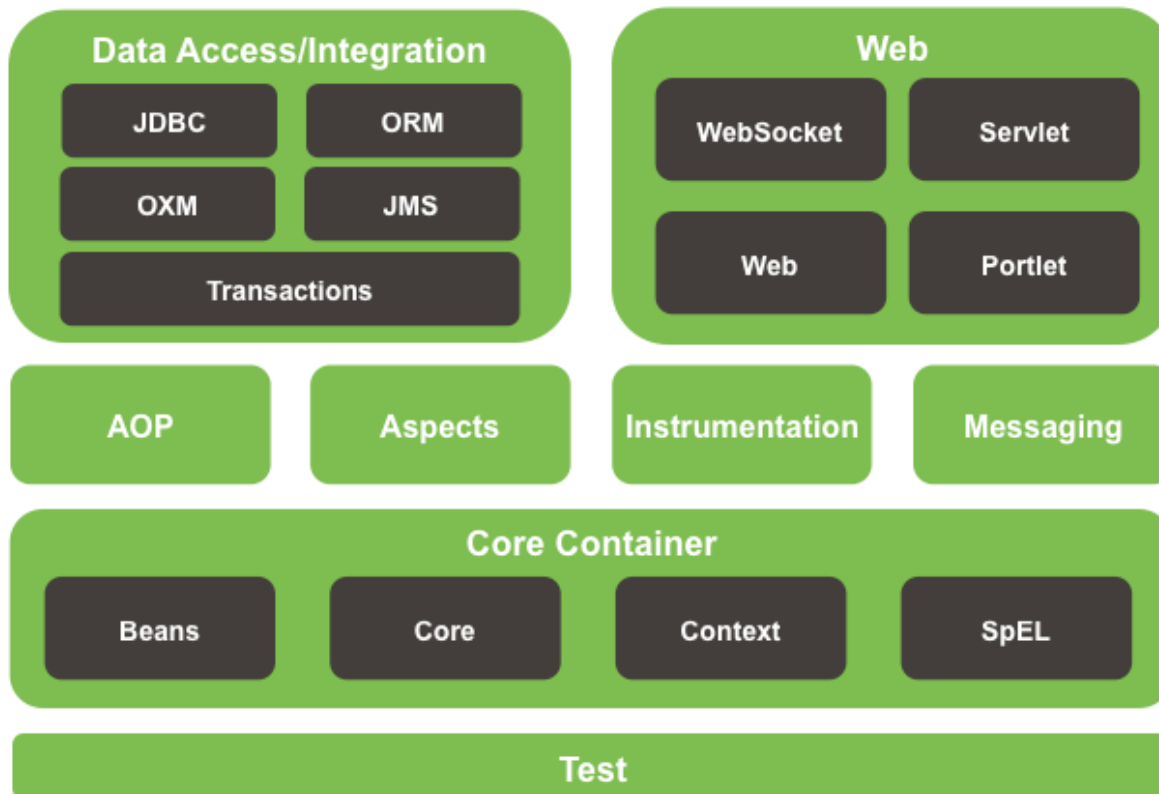 Data Access/Integration
JDBC
ORM
OXM
JMS
Transactions
Web
WebSocket
Servlet
Web
Portlet
AOP
Aspects
Instrumentation
Messaging
Core Container
Beans
Core
Context
SpEL
Test